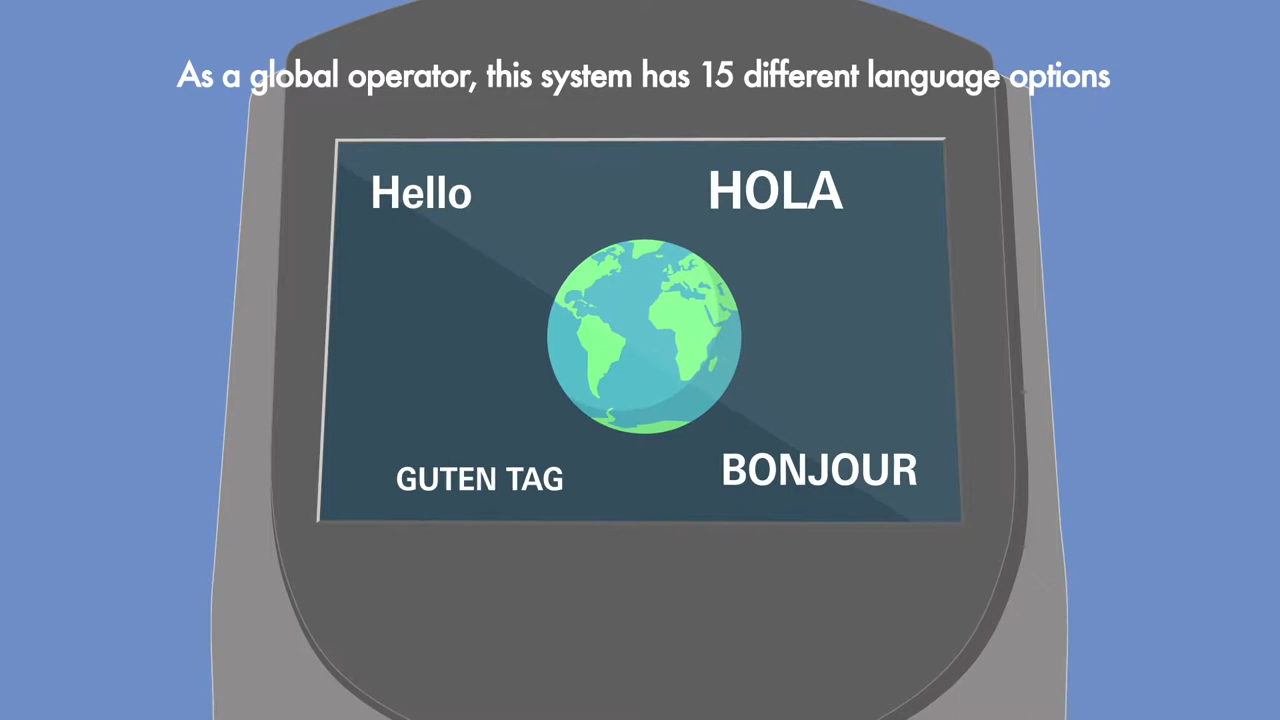 As a global operator, this system has 15 different language options
Hello
HOLA
GUTEN TAG
BONJOUR